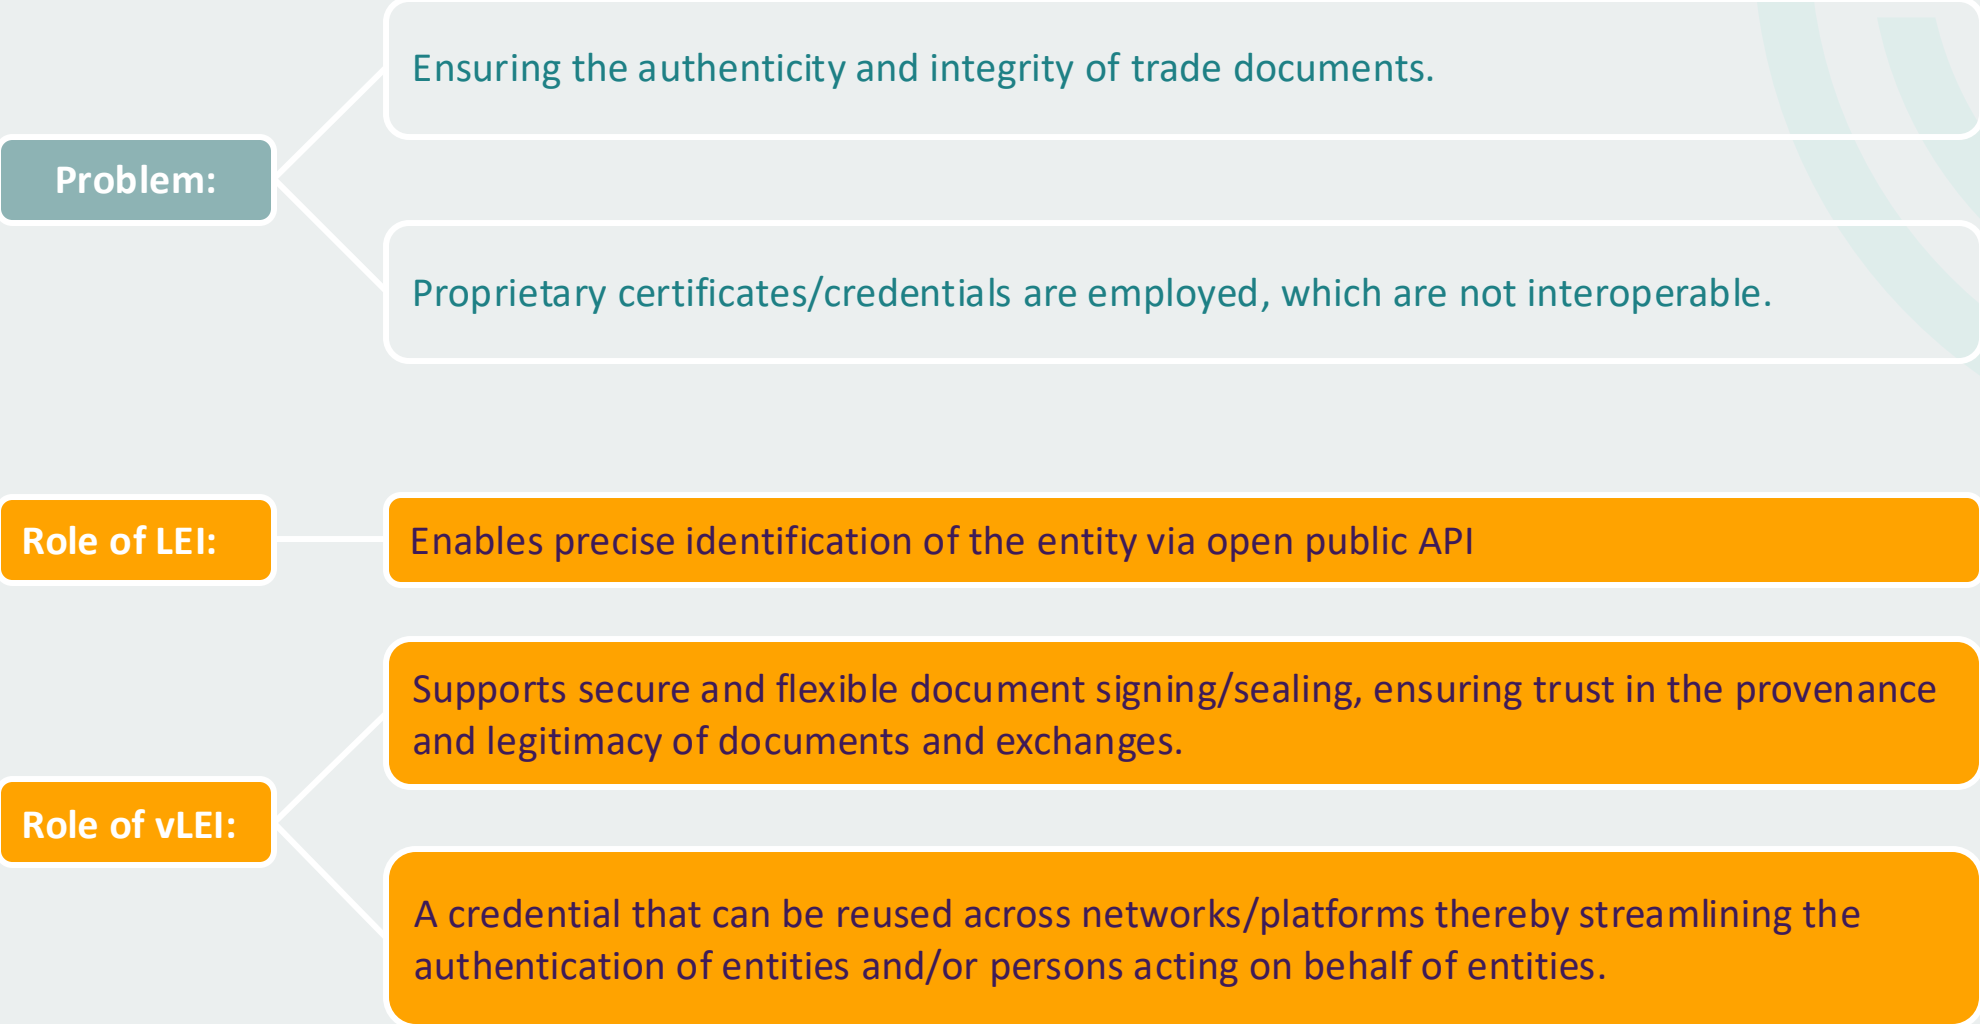 Ensuring the authenticity and integrity of trade documents.
Problem:
Proprietary certificates/credentials are employed, which are not interoperable.
Role of LEI:
Enables precise identification of the entity via open public API
Supports secure and flexible document signing/sealing, ensuring trust in the provenance
and legitimacy of documents and exchanges.
Role of vLEI:
A credential that can be reused across networks/platforms thereby streamlining the
authentication of entities and/or persons acting on behalf of entities.